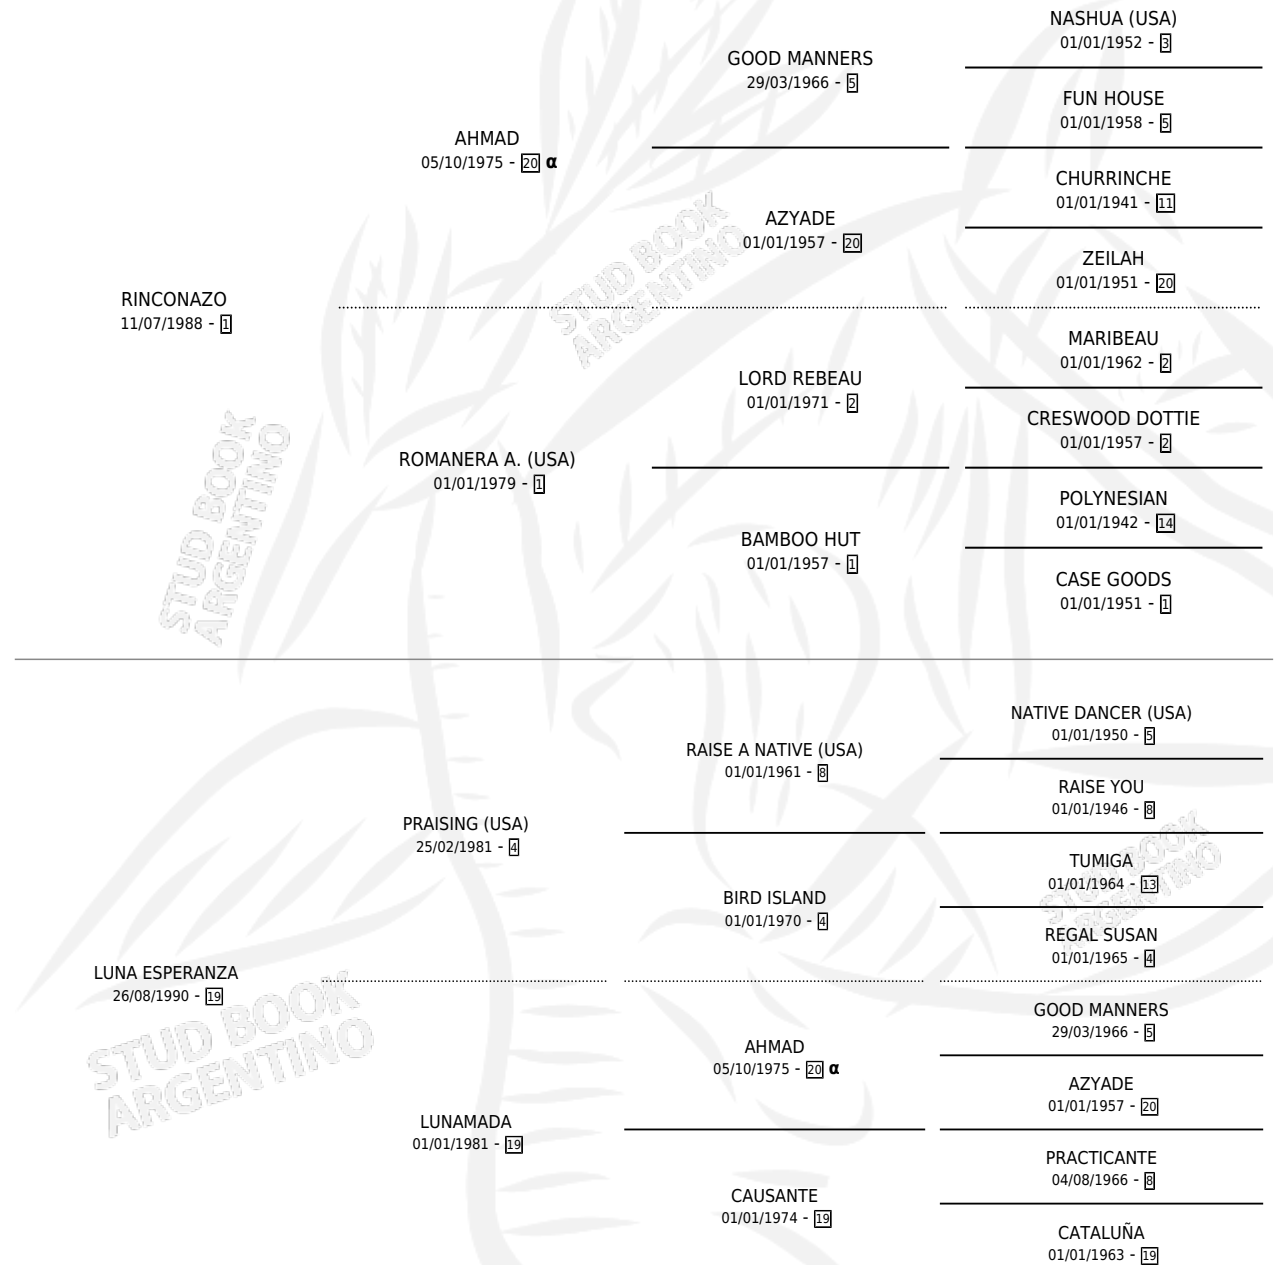 NASHUA (USA)
01/01/1952 - 3
GOOD MANNERS
29/03/1966 - 5
FUN HOUSE
01/01/1958 - 5
AHMAD
05/10/1975 - 20 α
CHURRINCHE
01/01/1941 - 11
AZYADE
01/01/1957 - 20
ZEILAH
01/01/1951 - 20
STUD BOOK
ARGENTINO
RINCONAZO
11/07/1988 - 1
MARIBEAU
01/01/1962 - 2
LORD REBEAU
01/01/1971 - 2
CRESWOOD DOTTIE
01/01/1957 - 2
ROMANERA A. (USA)
01/01/1979 - 1
POLYNESIAN
01/01/1942 - 14
BAMBOO HUT
01/01/1957 - 1
CASE GOODS
01/01/1951 - 1
STUD BOOK
ARGENTINO
NATIVE DANCER (USA)
01/01/1950 - 5
RAISE A NATIVE (USA)
01/01/1961 - 8
RAISE YOU
01/01/1946 - 8
PRAISING (USA)
25/02/1981 - 4
TUMIGA
01/01/1964 - 13
BIRD ISLAND
01/01/1970 - 4
REGAL SUSAN
01/01/1965 - 4
STUD BOOK
ARGENTINO
LUNA ESPERANZA
26/08/1990 - 19
GOOD MANNERS
29/03/1966 - 5
AHMAD
05/10/1975 - 20 α
AZYADE
01/01/1957 - 20
STUD BOOK
ARGENTINO
LUNAMADA
01/01/1981 - 19
PRACTICANTE
04/08/1966 - 8
CAUSANTE
01/01/1974 - 19
CATALUÑA
01/01/1963 - 19